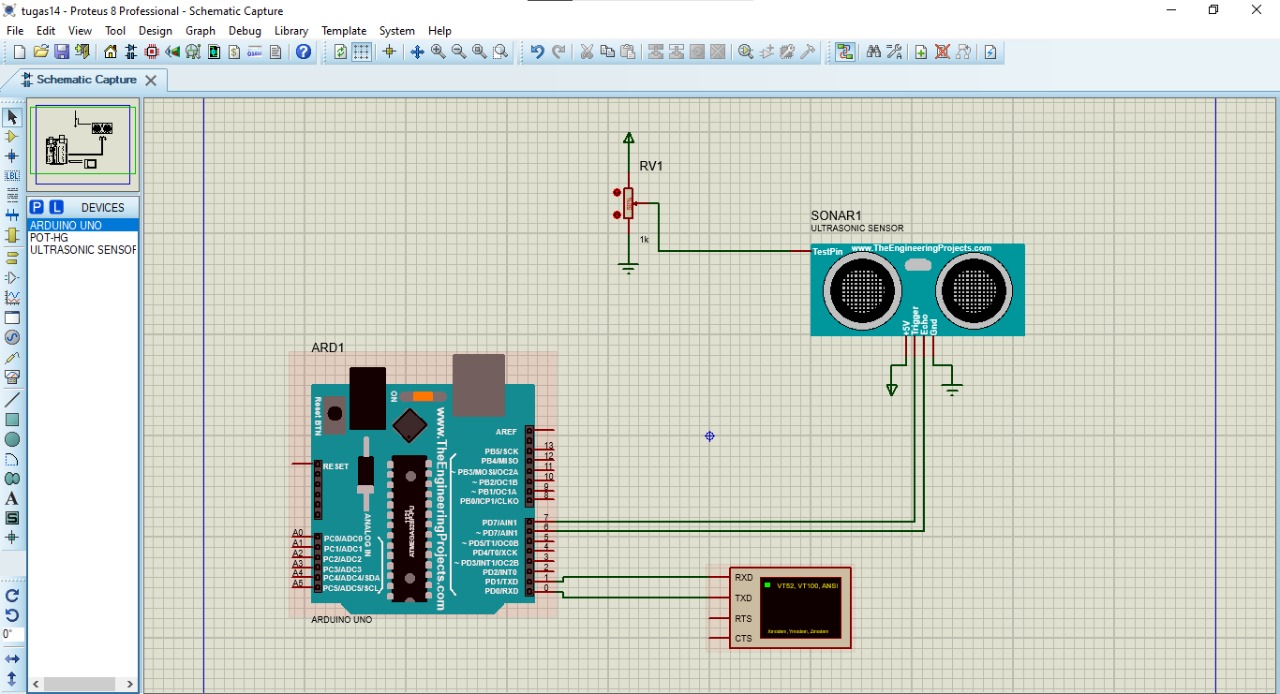 tugas14 - Proteus 8 Professional - Schematic Capture
File Edit View Tool Design Graph Debug Library Template System Help
Schematic Capture
LBL
P L DEVICES
ARDUINO UNO
POT-HG
ULTRASONIC SENSOR
0°
RV1
1k
SONAR1
ULTRASONIC SENSOR
TestPin
www.TheEngineeringProjects.com
+5V
Trigger
Echo
Gnd
ARD1
Reset BTN
ON
www.TheEngineeringProjects.com
RESET
ANALOG IN
AREF
PB5/SCK 13
PB4/MISO 12
~ PB3/MOSI/OC2A 11
~ PB2/OC1B 10
~ PB1/OC1A 9
PB0/ICP1/CLKO 8
PD7/AIN1 7
~ PD7/AIN1 6
~ PD5/T1/OC0B 5
PD4/T0/XCK 4
~ PD3/INT1/OC2B 3
PD2/INT0 2
PD1/TXD 1
PD0/RXD 0
A0 PC0/ADC0
A1 PC1/ADC1
A2 PC2/ADC2
A3 PC3/ADC3
A4 PC4/ADC4/SDA
A5 PC5/ADC5/SCL
ARDUINO UNO
RXD
TXD
RTS
CTS
VT52, VT100, ANSI
Xmodem, Ymodem, Zmodem